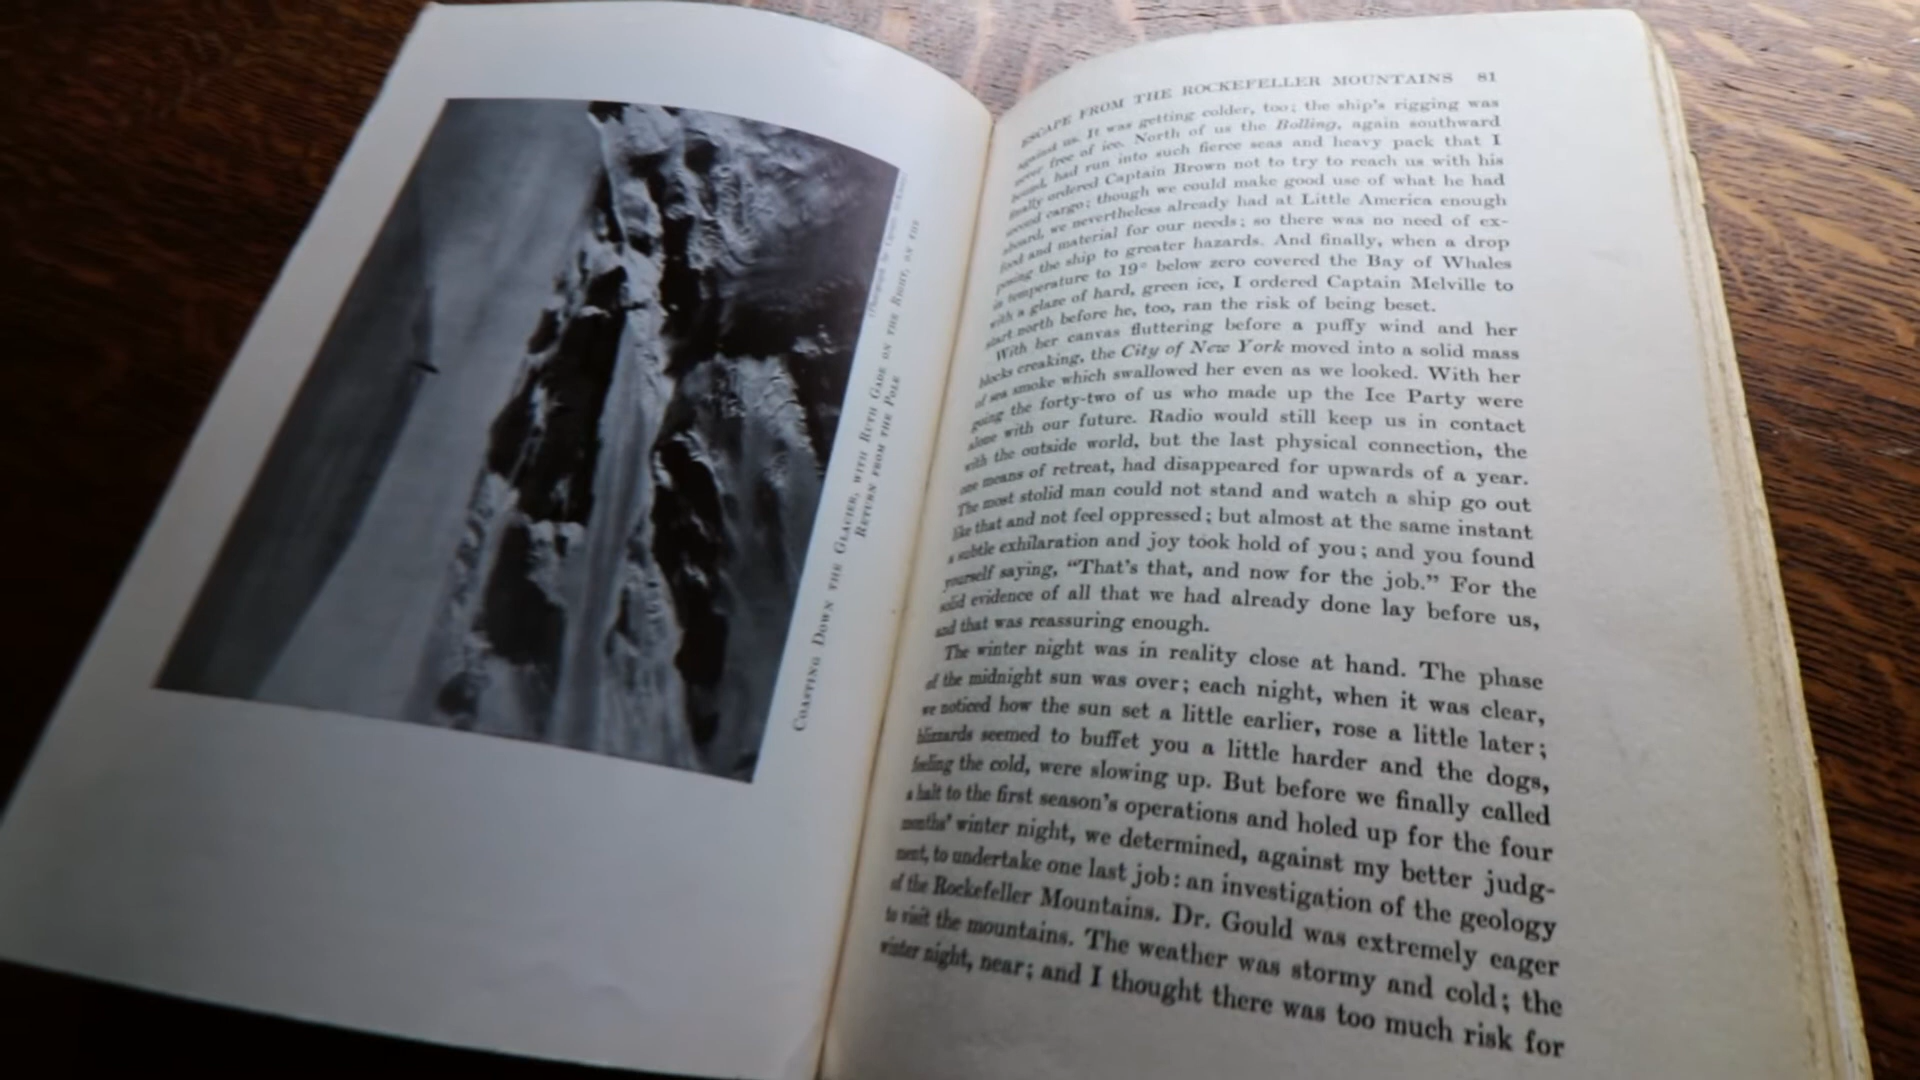 COASTING DOWN THE GLACIER, WITH RUTH GADE ON THE RIGHT, ON THE
RETURN FROM THE POLE
ESCAPE FROM THE ROCKEFELLER MOUNTAINS 81
against us. It was getting colder, too; the ship's rigging was
never free of ice. North of us the Bolling, again southward
bound, had run into such fierce seas and heavy pack that I
finally ordered Captain Brown not to try to reach us with his
second cargo; though we could make good use of what he had
aboard, we nevertheless already had at Little America enough
food and material for our needs; so there was no need of ex-
posing the ship to greater hazards. And finally, when a drop
in temperature to 19° below zero covered the Bay of Whales
with a glaze of hard, green ice, I ordered Captain Melville to
start north before he, too, ran the risk of being beset.
With her canvas fluttering before a puffy wind and her
blocks creaking, the City of New York moved into a solid mass
of sea smoke which swallowed her even as we looked. With her
going the forty-two of us who made up the Ice Party were
alone with our future. Radio would still keep us in contact
with the outside world, but the last physical connection, the
one means of retreat, had disappeared for upwards of a year.
The most stolid man could not stand and watch a ship go out
like that and not feel oppressed; but almost at the same instant
a subtle exhilaration and joy took hold of you; and you found
yourself saying, “That's that, and now for the job.” For the
solid evidence of all that we had already done lay before us,
and that was reassuring enough.
The winter night was in reality close at hand. The phase
of the midnight sun was over; each night, when it was clear,
we noticed how the sun set a little earlier, rose a little later;
blizzards seemed to buffet you a little harder and the dogs,
feeling the cold, were slowing up. But before we finally called
a halt to the first season's operations and holed up for the four
months' winter night, we determined, against my better judg-
ment, to undertake one last job: an investigation of the geology
of the Rockefeller Mountains. Dr. Gould was extremely eager
to visit the mountains. The weather was stormy and cold; the
winter night, near; and I thought there was too much risk for